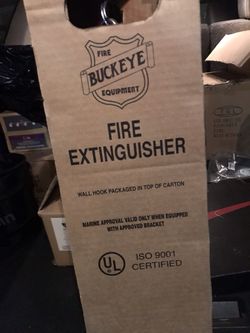 FIRE
BUCKEYE
EQUIPMENT
FIRE
EXTINGUISHER
WALL HOOK PACKAGED IN TOP OF CARTON
MARINE APPROVAL VALID ONLY WHEN EQUIPPED
WITH APPROVED BRACKET
UL
ISO 9001
CERTIFIED